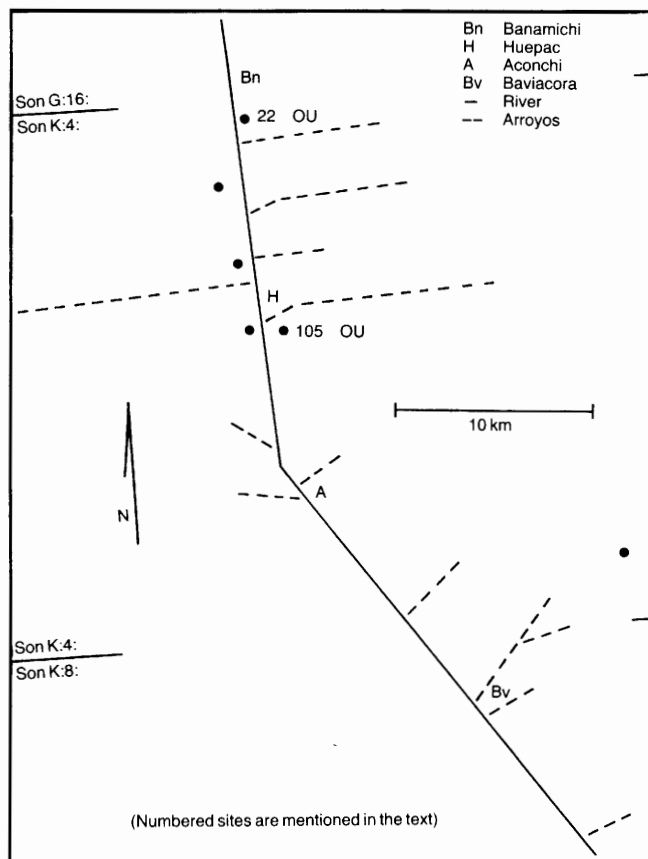 Bn Banamichi
H Huepac
A Aconchi
Bv Baviacora
— River
-- Arroyos
Bn
Son G:16:
Son K:4:
22 OU
H
105 OU
10 km
N
A
Son K:4:
Son K:8:
Bv
(Numbered sites are mentioned in the text)